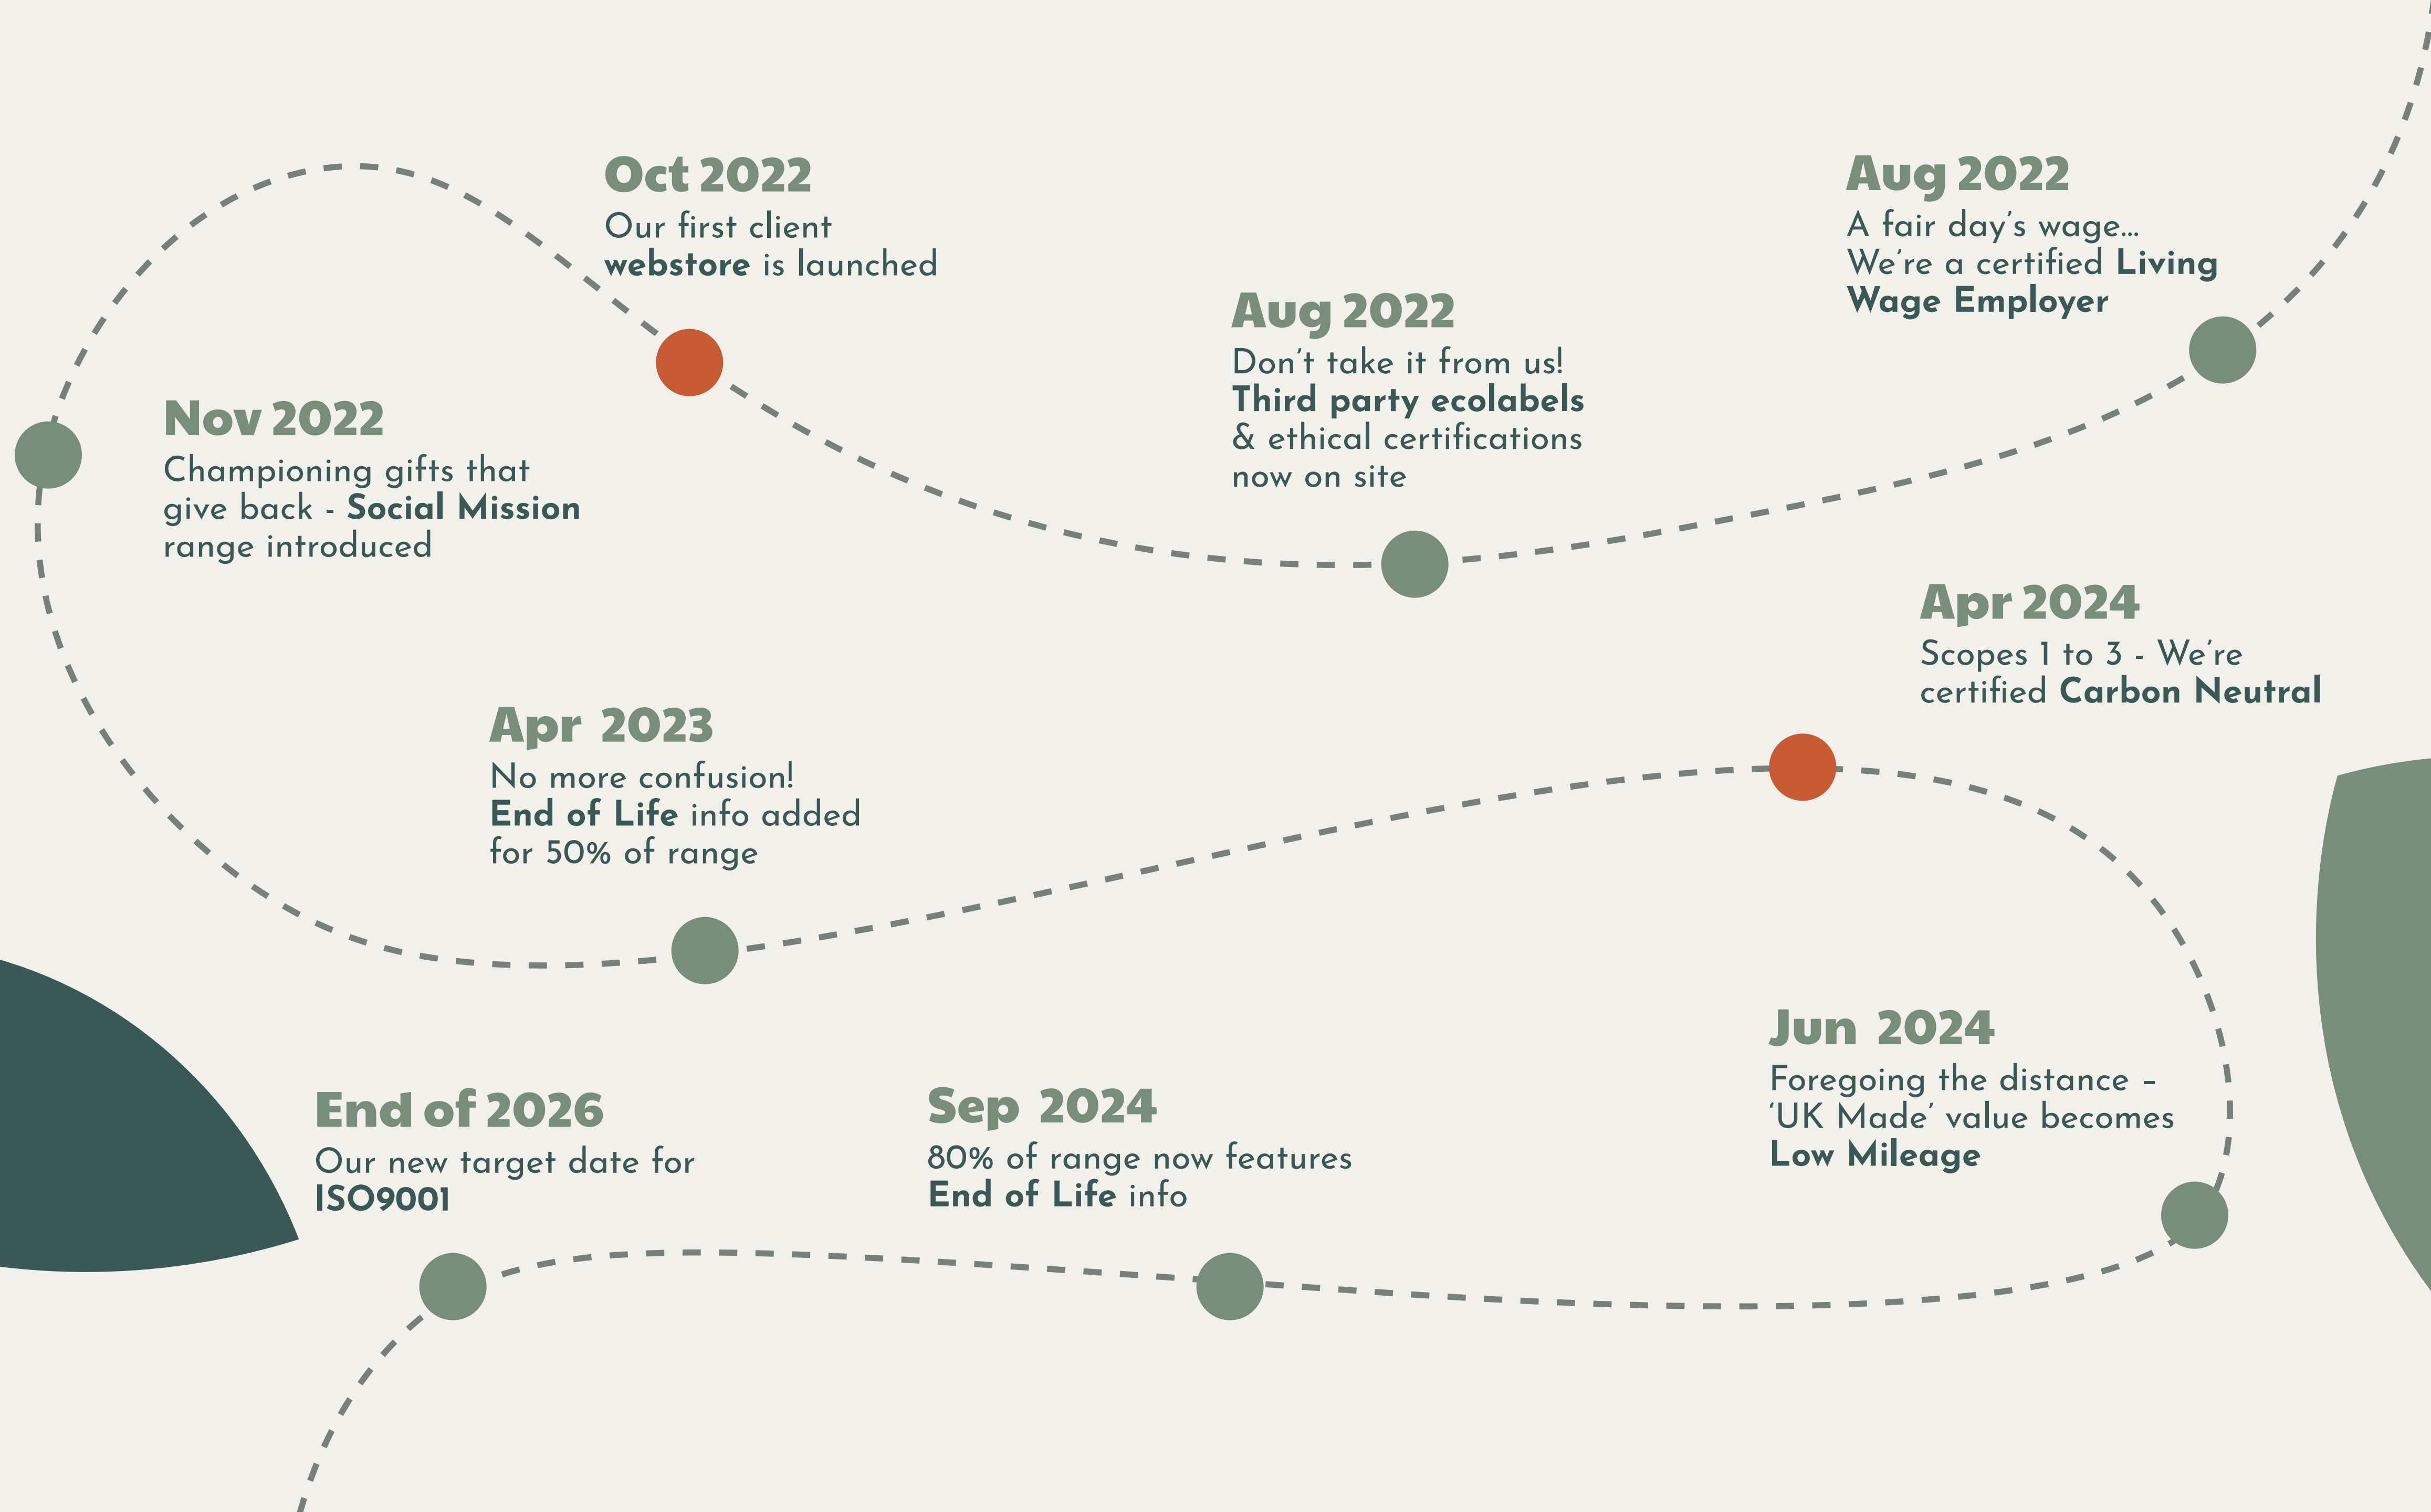 Oct 2022
Our first client
webstore is launched
Aug 2022
A fair day’s wage...
We’re a certified Living
Wage Employer
Aug 2022
Don’t take it from us!
Third party ecolabels
& ethical certifications
now on site
Nov 2022
Championing gifts that
give back - Social Mission
range introduced
Apr 2024
Scopes 1 to 3 - We’re
certified Carbon Neutral
Apr 2023
No more confusion!
End of Life info added
for 50% of range
Jun 2024
Foregoing the distance –
‘UK Made’ value becomes
Low Mileage
End of 2026
Our new target date for
ISO9001
Sep 2024
80% of range now features
End of Life info